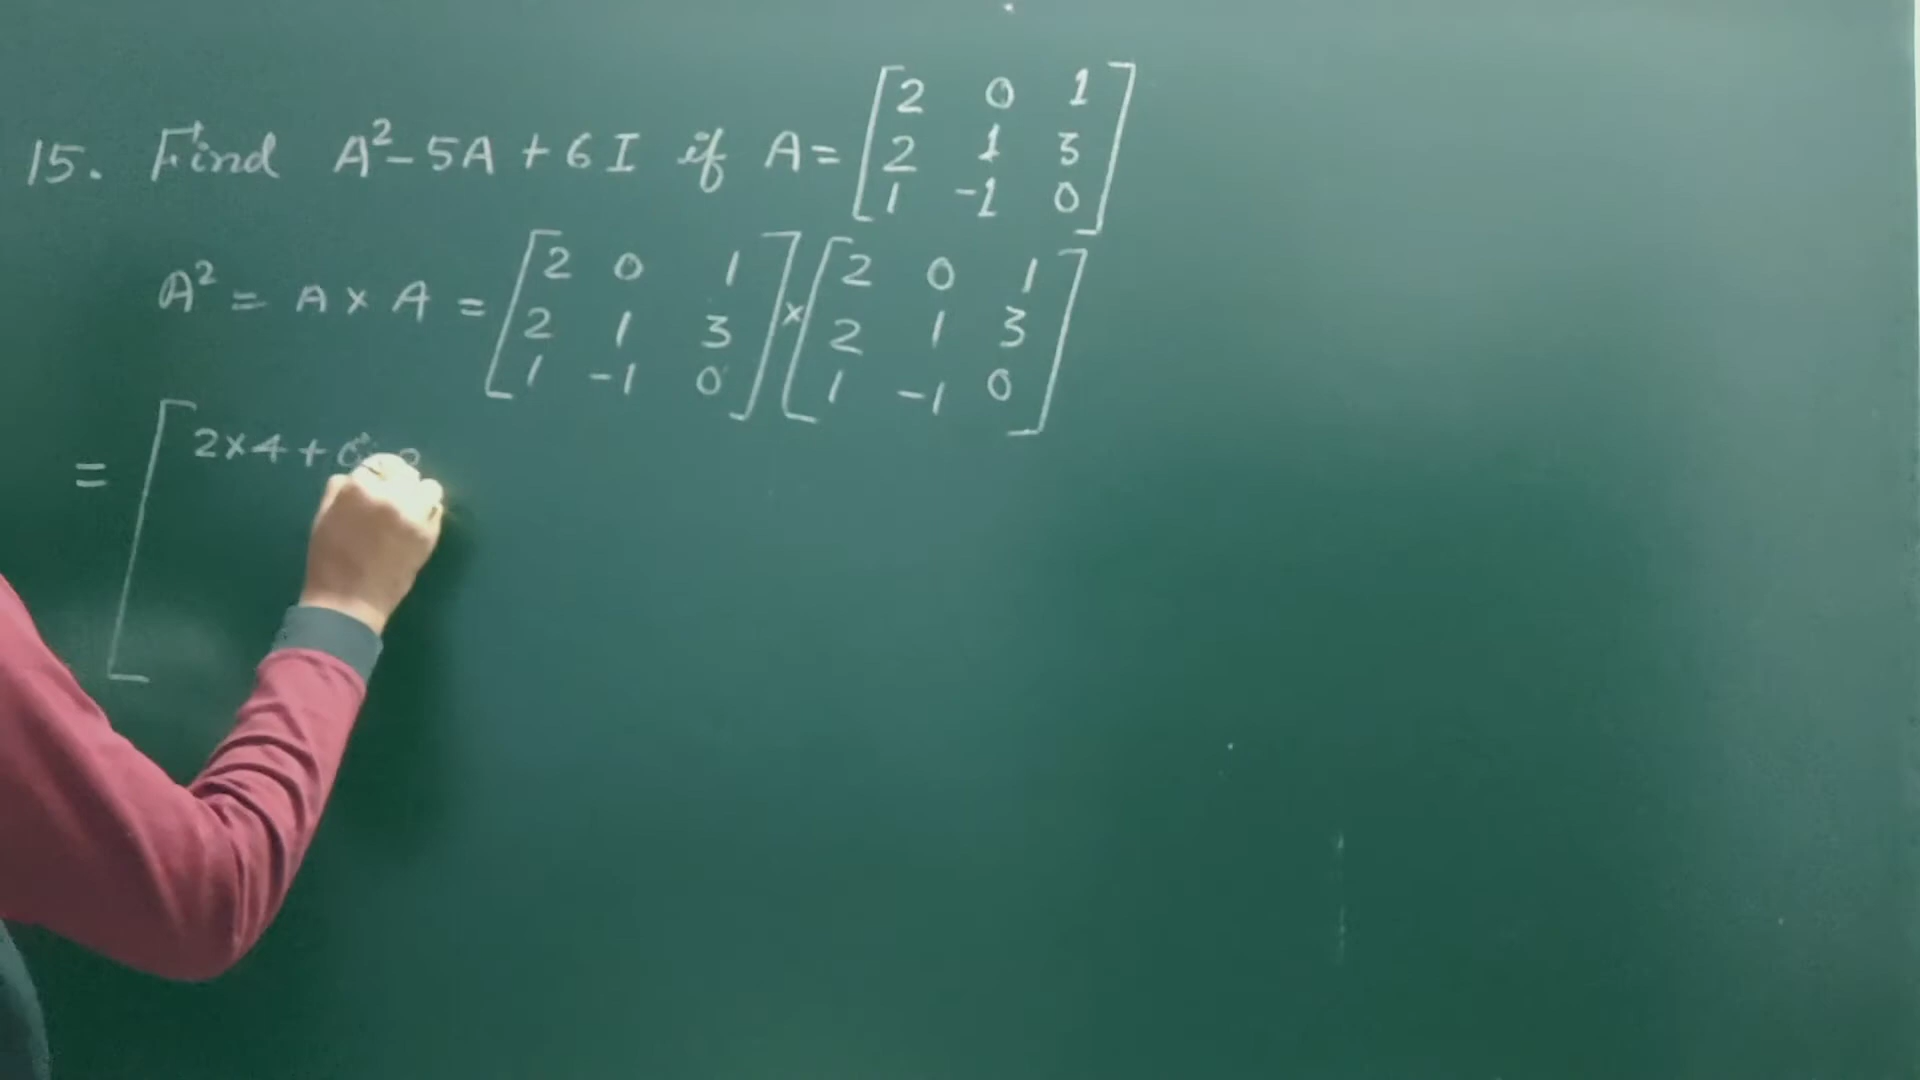 15. Find A²-5A+6I if A= [2 0 1
2 1 3
1 -1 0]
A² = A × A = [2 0 1 × [2 0 1
2 1 3 2 1 3
1 -1 0] 1 -1 0]
= [2×4+0